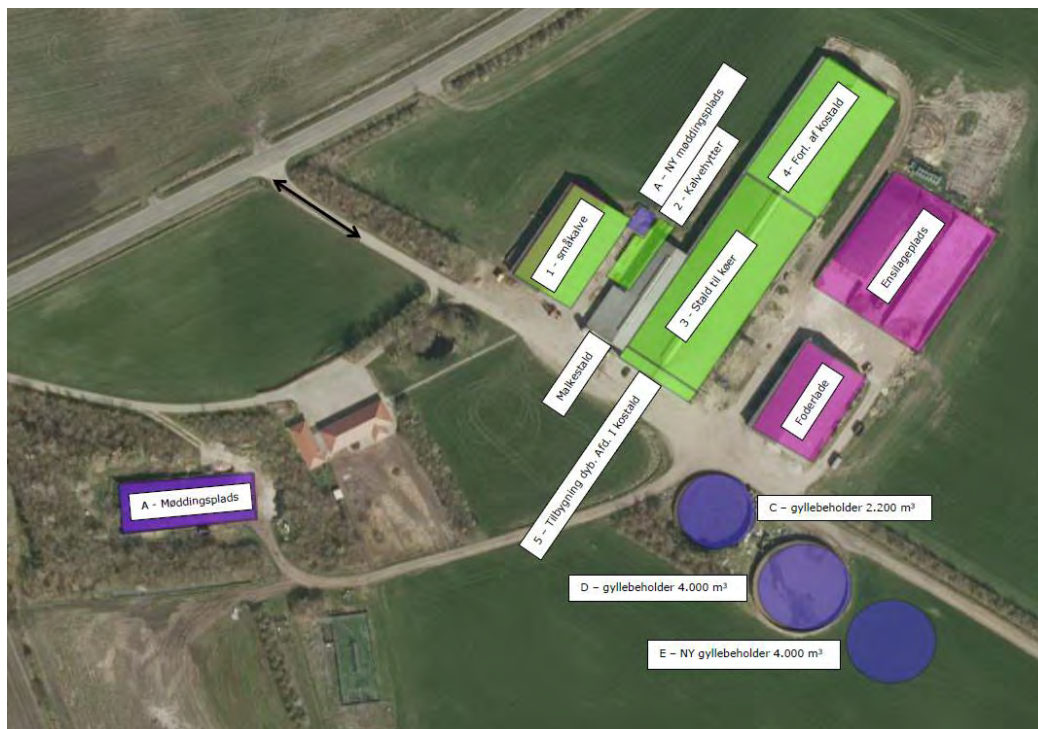 A – NY møddingsplads
2 - Kalvehytter
4- Forl. af kostald
1 - småkalve
Ensilageplads
3 - Stald til køer
Malkestald
Foderlade
5 – Tilbygning dyb. Afd. I kostald
A - Møddingsplads
C – gyllebeholder 2.200 m³
D – gyllebeholder 4.000 m³
E – NY gyllebeholder 4.000 m³